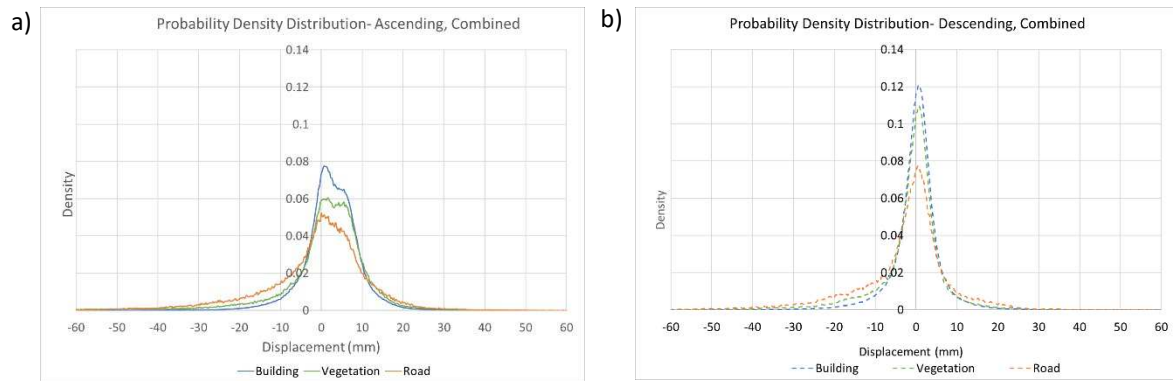 a)
Probability Density Distribution- Ascending, Combined
0.14
0.12
0.1
0.08
0.06
0.04
0.02
0
Density
-60 -50 -40 -30 -20 -10 0 10 20 30 40 50 60
Displacement (mm)
Building Vegetation Road
b)
Probability Density Distribution- Descending, Combined
0.14
0.12
0.1
0.08
0.06
0.04
0.02
0
Density
-60 -50 -40 -30 -20 -10 0 10 20 30 40 50 60
Displacement (mm)
Building Vegetation Road